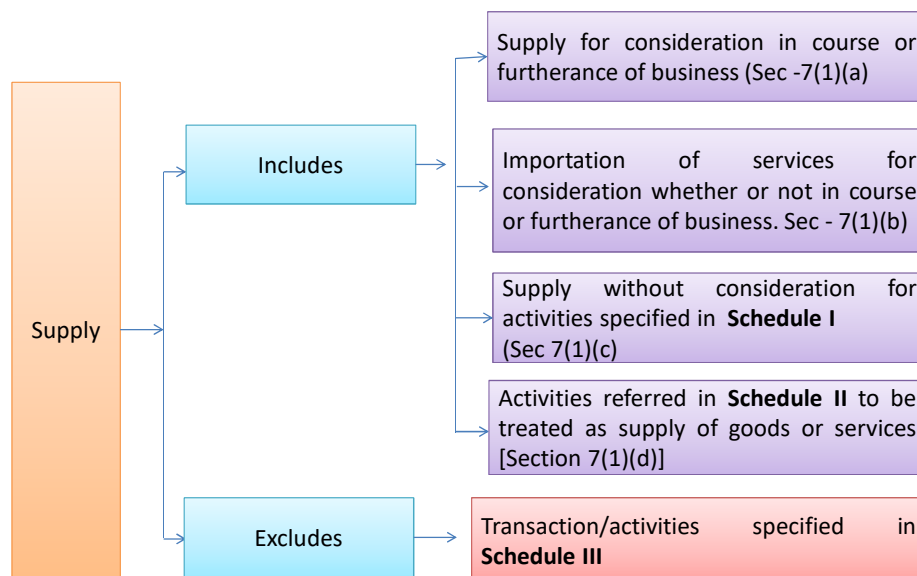 Supply
Includes
Supply for consideration in course or
furtherance of business (Sec -7(1)(a)
Importation of services for
consideration whether or not in course
or furtherance of business. Sec - 7(1)(b)
Supply without consideration for
activities specified in Schedule I
(Sec 7(1)(c)
Activities referred in Schedule II to be
treated as supply of goods or services
[Section 7(1)(d)]
Excludes
Transaction/activities specified in
Schedule III